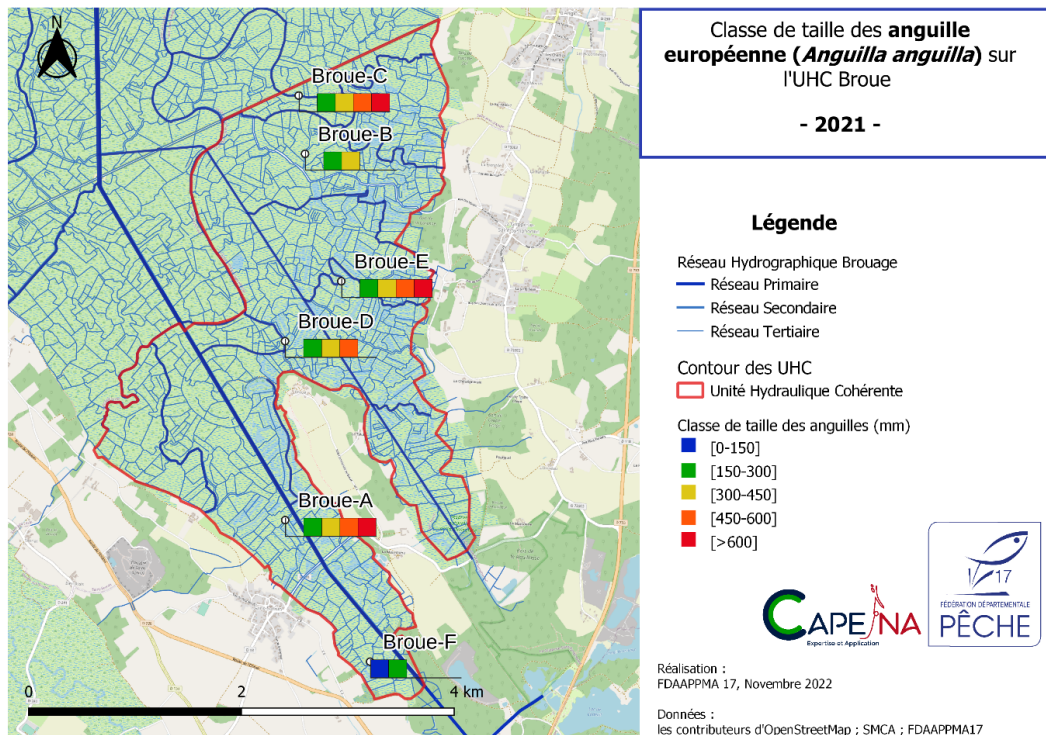 N
Broue-C
Broue-B
Broue-E
Broue-D
Broue-A
Broue-F
0
2
4 km
Classe de taille des anguille
européenne (Anguilla anguilla) sur
l'UHC Broue
- 2021 -
Légende
Réseau Hydrographique Brouage
Réseau Primaire
Réseau Secondaire
Réseau Tertiaire
Contour des UHC
Unité Hydraulique Cohérente
Classe de taille des anguilles (mm)
[0-150]
[150-300]
[300-450]
[450-600]
[>600]
CAPENA
Expertise et Application
17
FÉDÉRATION DÉPARTEMENTALE
PÊCHE
Réalisation :
FDAAPPMA 17, Novembre 2022
Données :
les contributeurs d'OpenStreetMap ; SMCA ; FDAAPPMA17